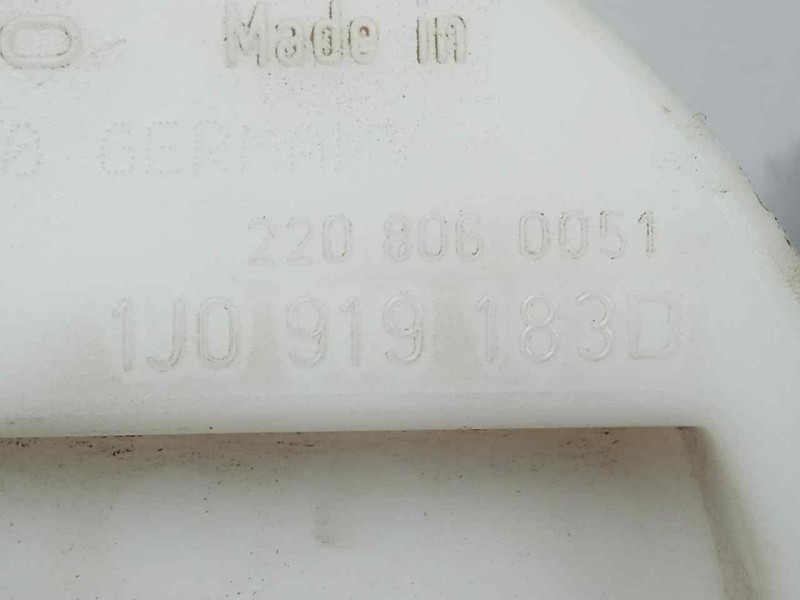 Made in
GERMANY
220 806 0051
1J0 919 183D